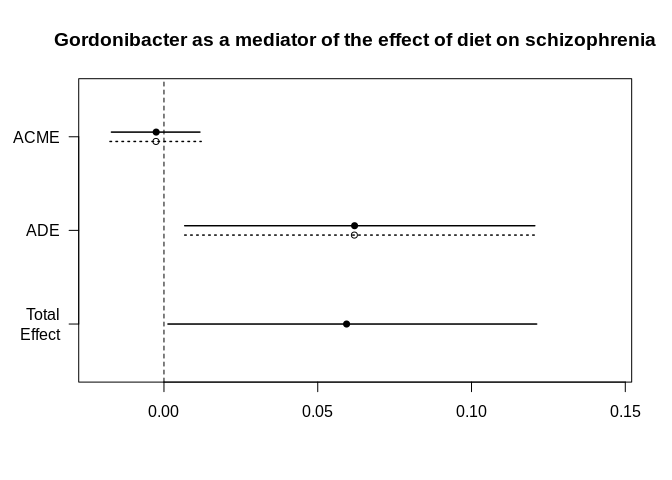 Gordonibacter as a mediator of the effect of diet on schizophrenia
ACME
ADE
Total
Effect
0.00 0.05 0.10 0.15